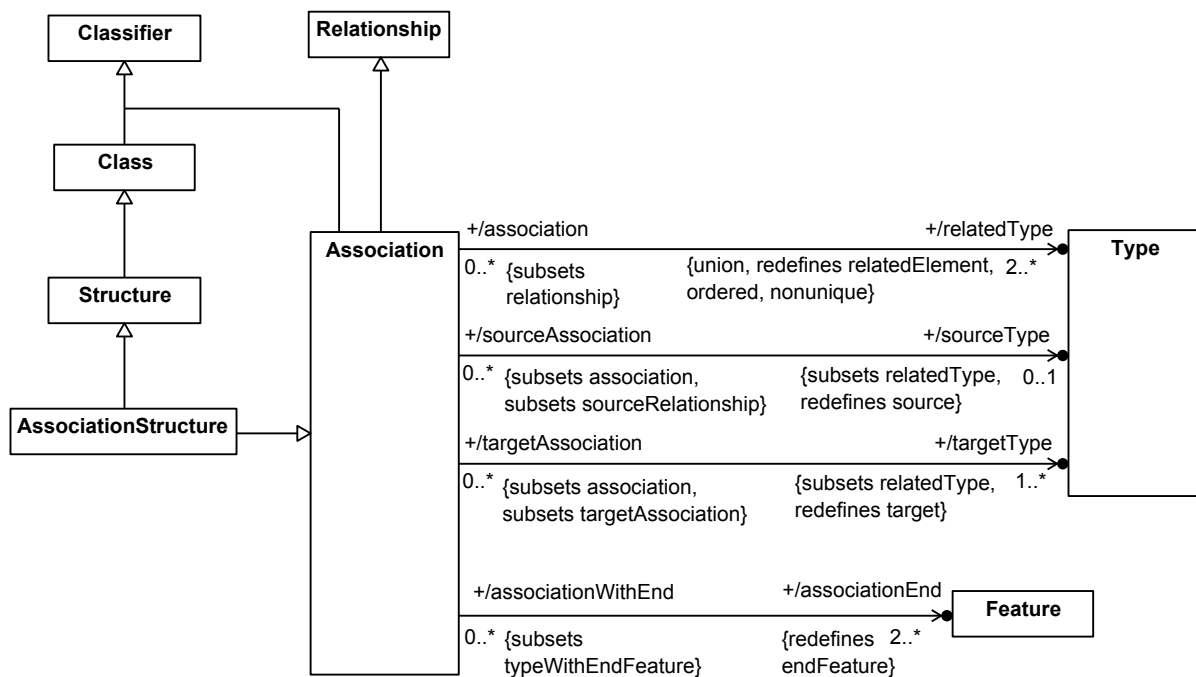 Classifier
Relationship
Class
Structure
AssociationStructure
Association
Type
+/association
+/relatedType
0..*
{subsets
relationship}
{union, redefines relatedElement,
ordered, nonunique}
2..*
+/sourceAssociation
+/sourceType
0..*
{subsets association,
subsets sourceRelationship}
{subsets relatedType,
redefines source}
0..1
+/targetAssociation
+/targetType
0..*
{subsets association,
subsets targetAssociation}
{subsets relatedType,
redefines target}
1..*
+/associationWithEnd
+/associationEnd
0..*
{subsets
typeWithEndFeature}
{redefines
endFeature}
2..*
Feature